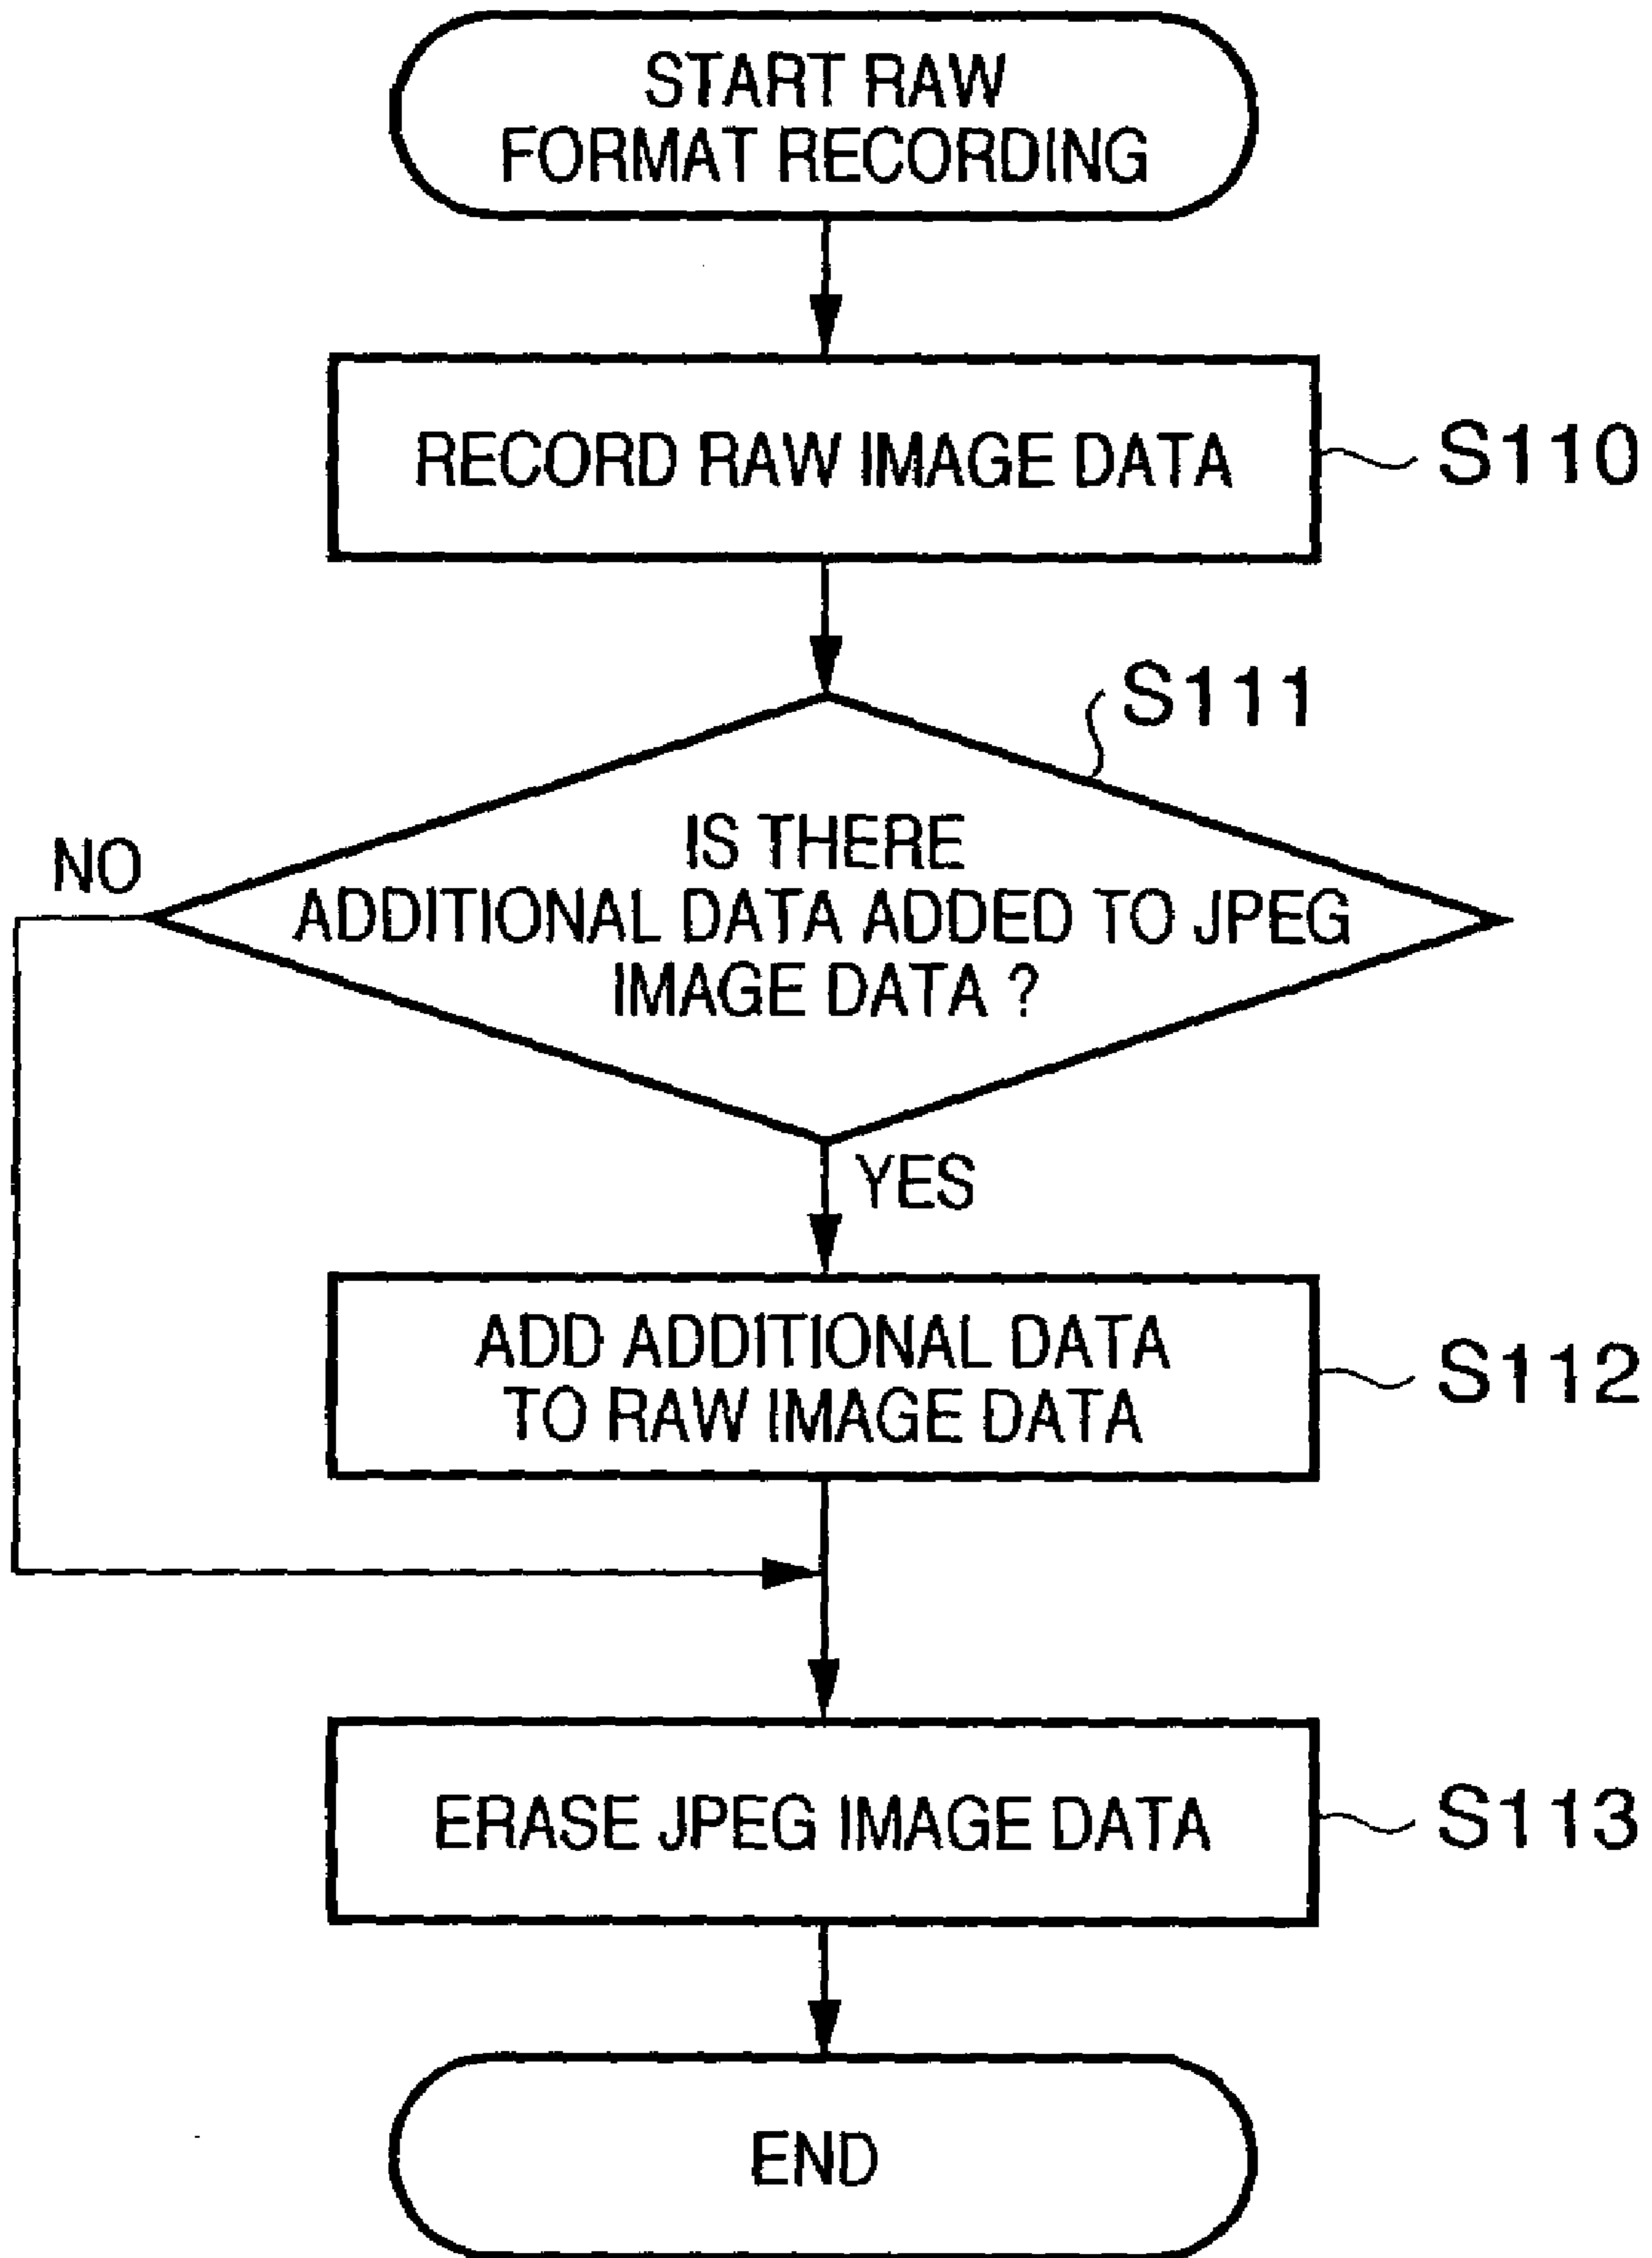 START RAW
FORMAT RECORDING
RECORD RAW IMAGE DATA
S110
S111
IS THERE
ADDITIONAL DATA ADDED TO JPEG
IMAGE DATA ?
NO
YES
ADD ADDITIONAL DATA
TO RAW IMAGE DATA
S112
ERASE JPEG IMAGE DATA
S113
END